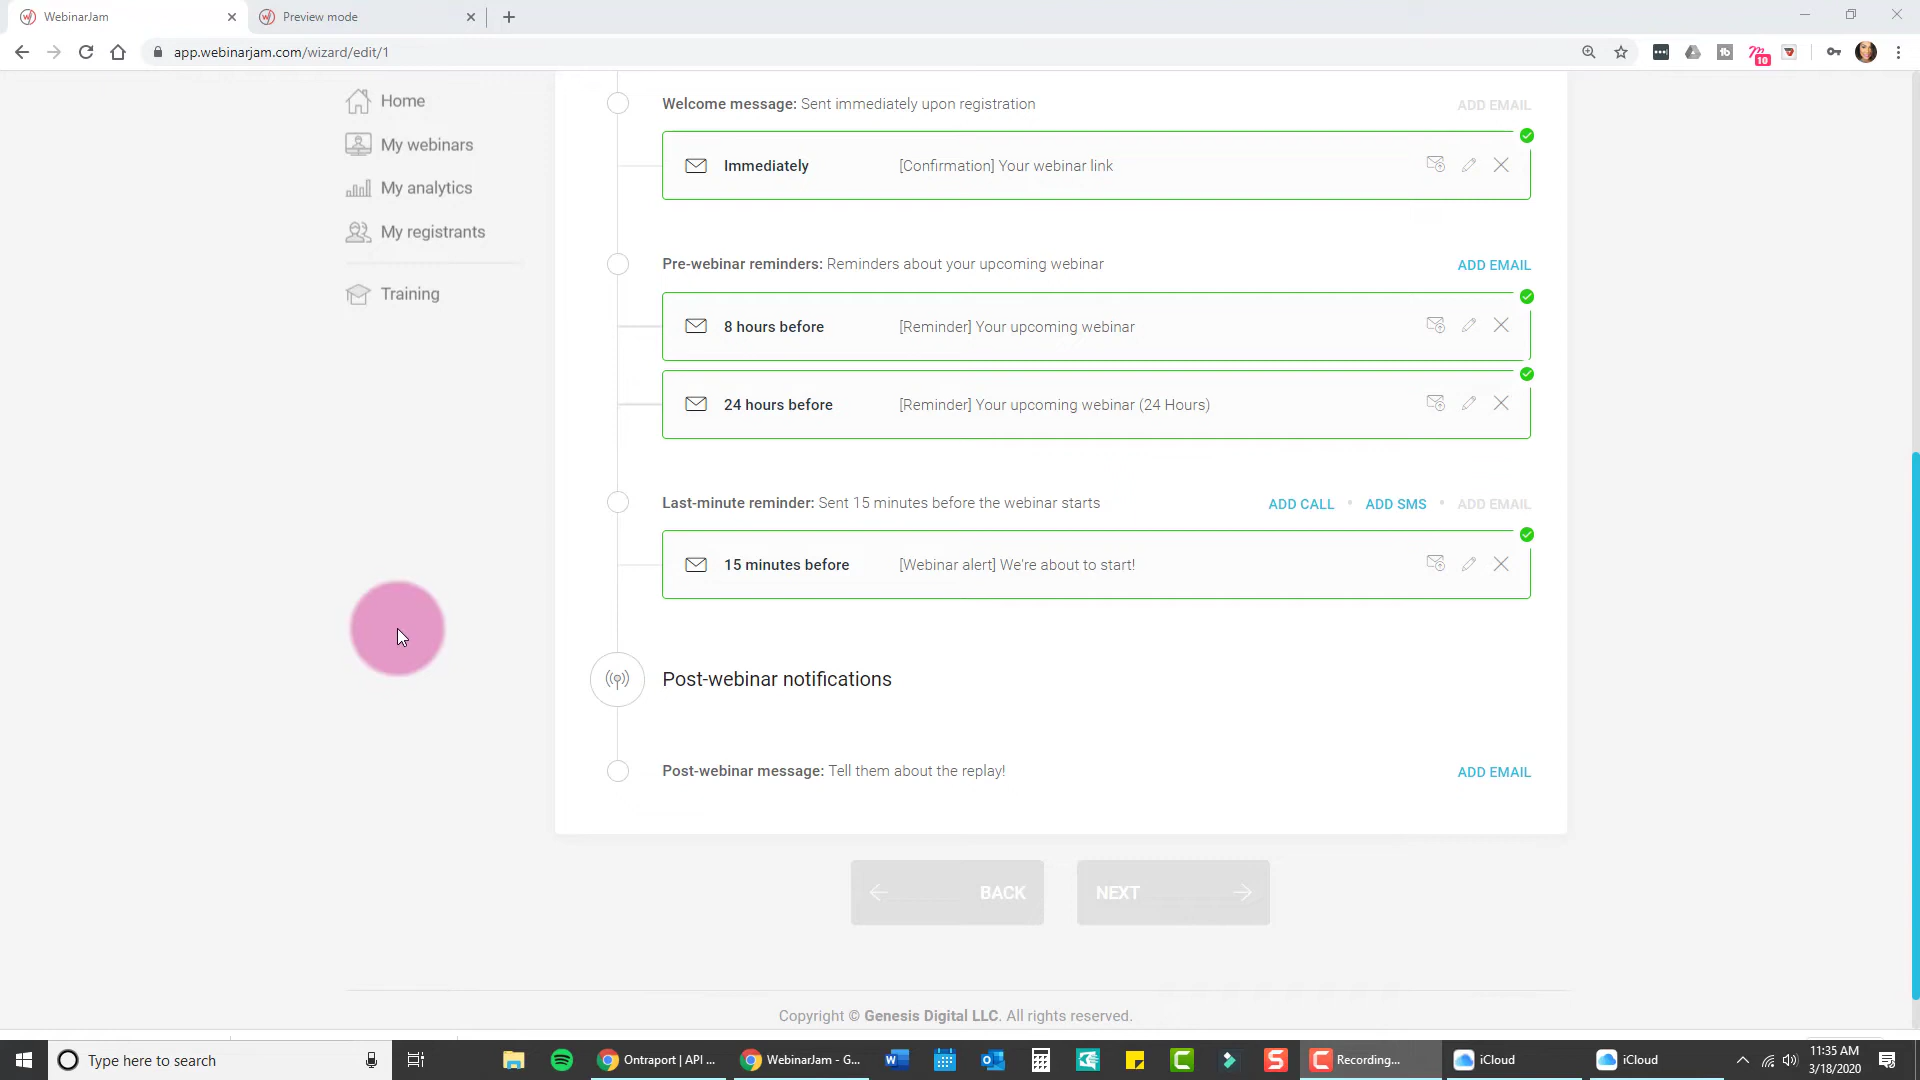 WebinarJam
Preview mode
app.webinarjam.com/wizard/edit/1
10
Home
My webinars
My analytics
My registrants
Training
Welcome message: Sent immediately upon registration
ADD EMAIL
Immediately [Confirmation] Your webinar link
Pre-webinar reminders: Reminders about your upcoming webinar
ADD EMAIL
8 hours before [Reminder] Your upcoming webinar
24 hours before [Reminder] Your upcoming webinar (24 Hours)
Last-minute reminder: Sent 15 minutes before the webinar starts
ADD CALL • ADD SMS • ADD EMAIL
15 minutes before [Webinar alert] We're about to start!
Post-webinar notifications
Post-webinar message: Tell them about the replay!
ADD EMAIL
BACK
NEXT
Copyright © Genesis Digital LLC. All rights reserved.
Type here to search
Ontraport | API ...
WebinarJam - G...
Recording...
iCloud
iCloud
11:35 AM
3/18/2020